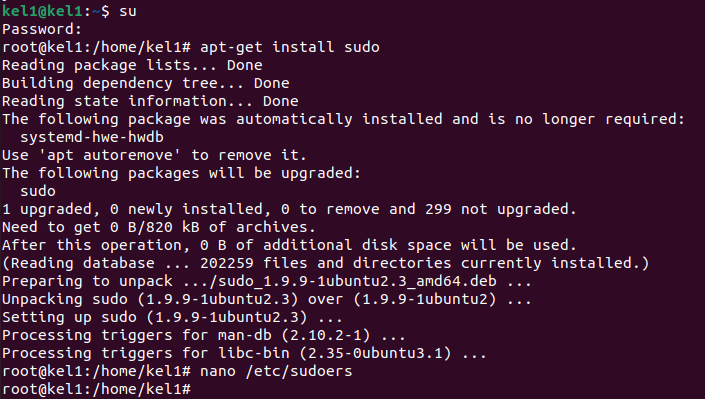 kel1@kel1:~$ su
Password:
root@kel1:/home/kel1# apt-get install sudo
Reading package lists... Done
Building dependency tree... Done
Reading state information... Done
The following package was automatically installed and is no longer required:
  systemd-hwe-hwdb
Use 'apt autoremove' to remove it.
The following packages will be upgraded:
  sudo
1 upgraded, 0 newly installed, 0 to remove and 299 not upgraded.
Need to get 0 B/820 kB of archives.
After this operation, 0 B of additional disk space will be used.
(Reading database ... 202259 files and directories currently installed.)
Preparing to unpack .../sudo_1.9.9-1ubuntu2.3_amd64.deb ...
Unpacking sudo (1.9.9-1ubuntu2.3) over (1.9.9-1ubuntu2) ...
Setting up sudo (1.9.9-1ubuntu2.3) ...
Processing triggers for man-db (2.10.2-1) ...
Processing triggers for libc-bin (2.35-0ubuntu3.1) ...
root@kel1:/home/kel1# nano /etc/sudoers
root@kel1:/home/kel1#